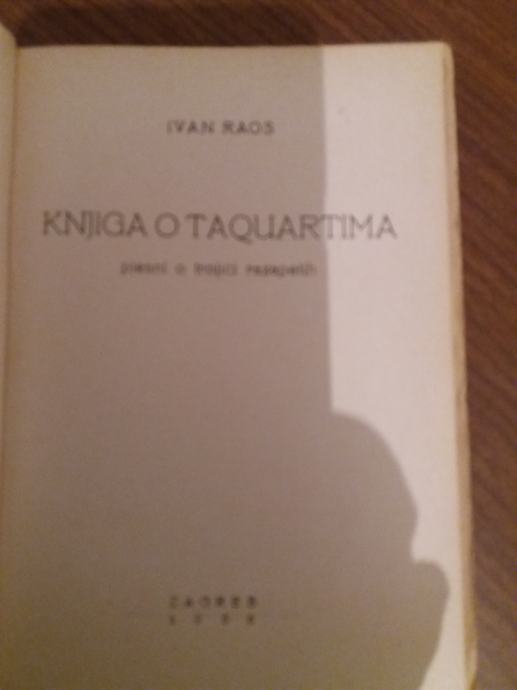 IVAN RAOS
KNJIGA O TAQUARTIMA
pjesni o trojici raspetih
ZAGREB